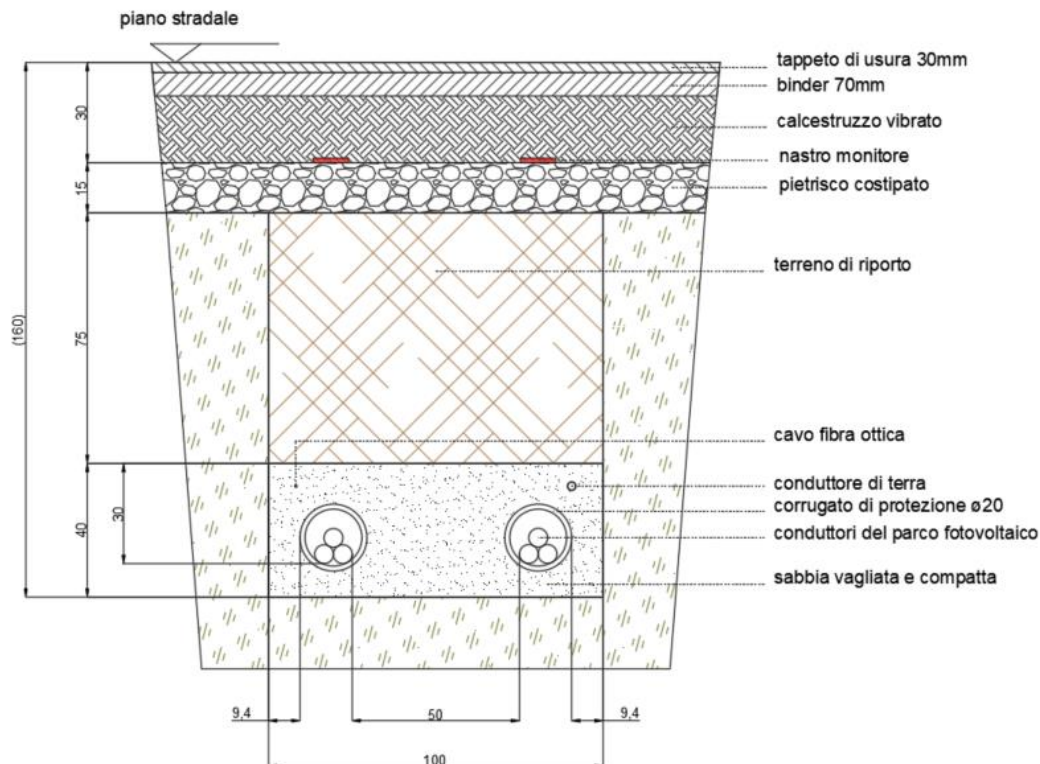 piano stradale
tappeto di usura 30mm
binder 70mm
calcestruzzo vibrato
nastro monitore
pietrisco costipato
terreno di riporto
cavo fibra ottica
conduttore di terra
corrugato di protezione ø20
conduttori del parco fotovoltaico
sabbia vagliata e compatta
30
15
(160)
75
40
30
9,4
50
9,4
100